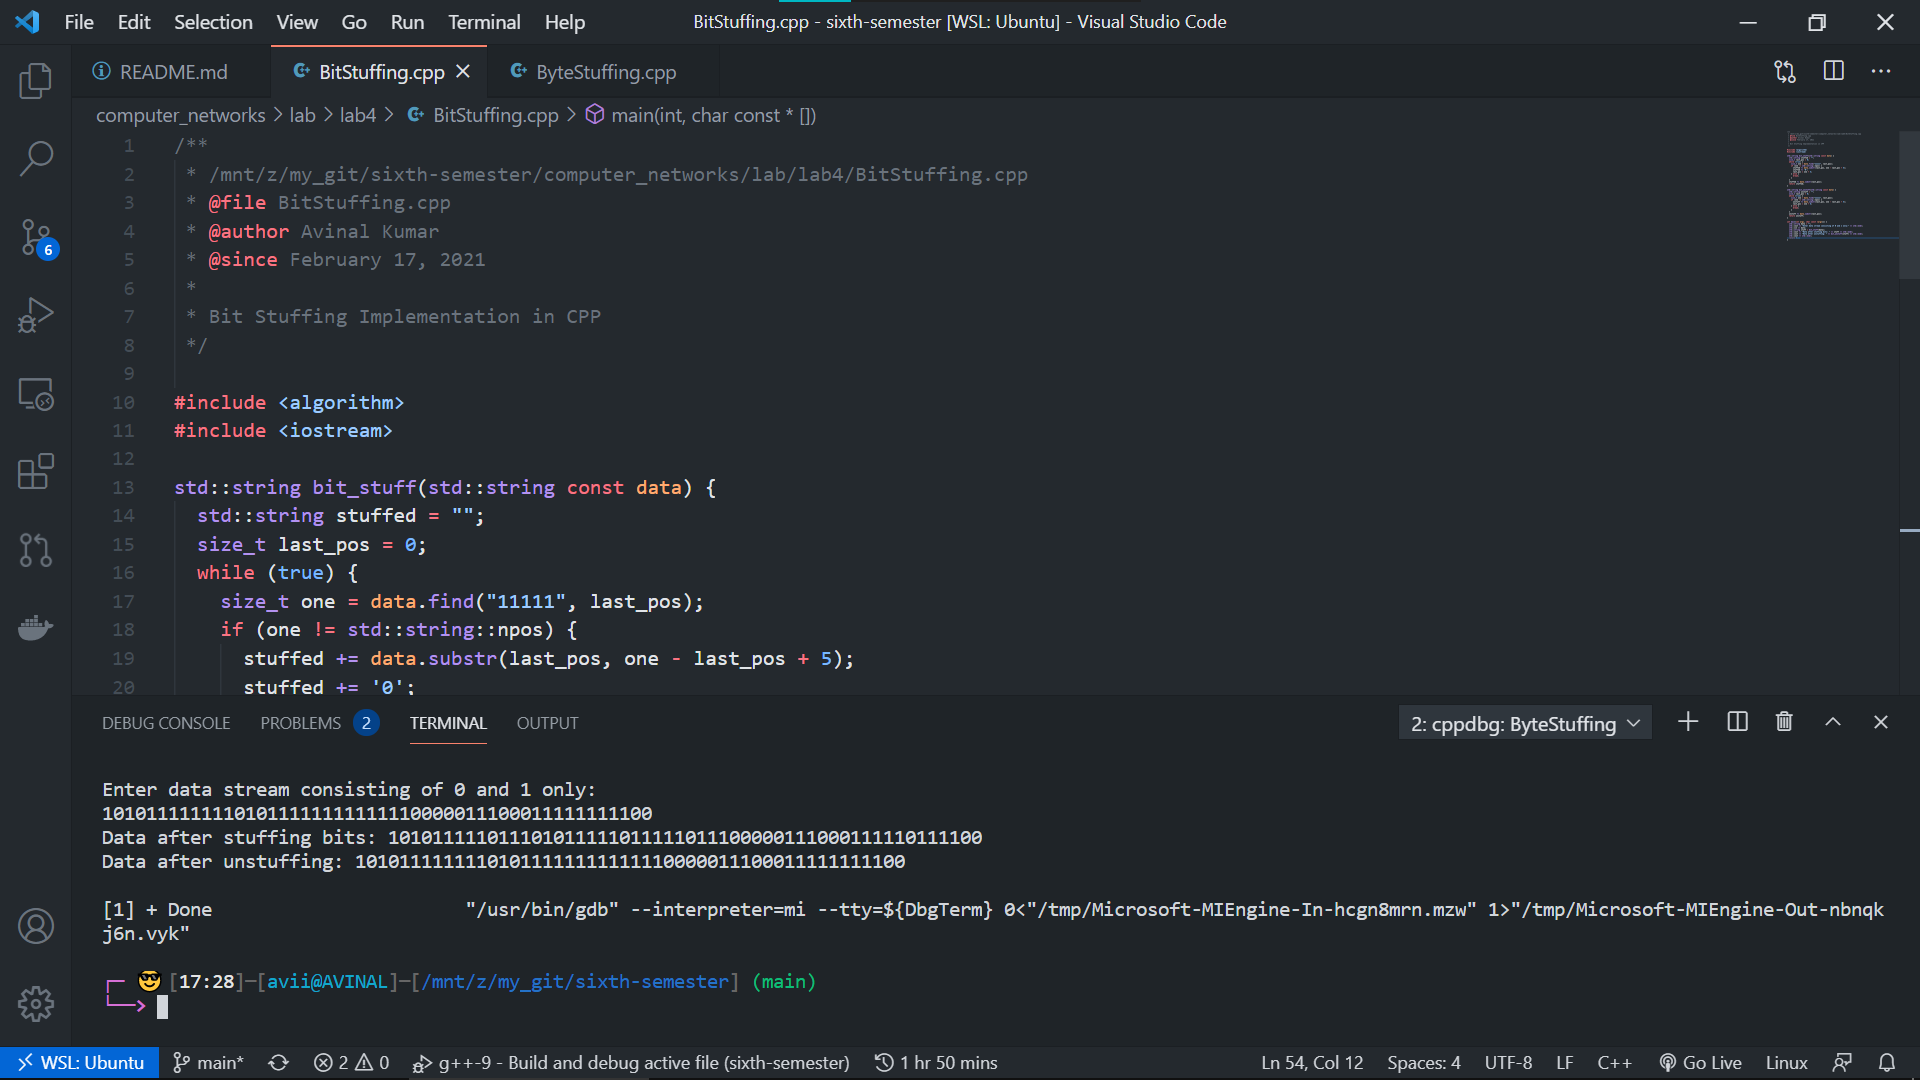 File Edit Selection View Go Run Terminal Help
BitStuffing.cpp - sixth-semester [WSL: Ubuntu] - Visual Studio Code
README.md BitStuffing.cpp ByteStuffing.cpp
computer_networks > lab > lab4 > BitStuffing.cpp > main(int, char const * [])
1 /**
2 * /mnt/z/my_git/sixth-semester/computer_networks/lab/lab4/BitStuffing.cpp
3 * @file BitStuffing.cpp
4 * @author Avinal Kumar
5 * @since February 17, 2021
6 *
7 * Bit Stuffing Implementation in CPP
8 */
9
10 #include <algorithm>
11 #include <iostream>
12
13 std::string bit_stuff(std::string const data) {
14 std::string stuffed = "";
15 size_t last_pos = 0;
16 while (true) {
17 size_t one = data.find("11111", last_pos);
18 if (one != std::string::npos) {
19 stuffed += data.substr(last_pos, one - last_pos + 5);
20 stuffed += '0';
6
DEBUG CONSOLE PROBLEMS 2 TERMINAL OUTPUT
2: cppdbg: ByteStuffing
Enter data stream consisting of 0 and 1 only:
10101111111101011111111111110000011100011111111100
Data after stuffing bits: 101011111011101011111011111011100000111000111110111100
Data after unstuffing: 10101111111101011111111111110000011100011111111100
[1] + Done "/usr/bin/gdb" --interpreter=mi --tty=${DbgTerm} 0<"/tmp/Microsoft-MIEngine-In-hcgn8mrn.mzw" 1>"/tmp/Microsoft-MIEngine-Out-nbnqk
j6n.vyk"
[17:28]─[avii@AVINAL]─[/mnt/z/my_git/sixth-semester] (main)
WSL: Ubuntu main* 2 0 g++-9 - Build and debug active file (sixth-semester) 1 hr 50 mins Ln 54, Col 12 Spaces: 4 UTF-8 LF C++ Go Live Linux